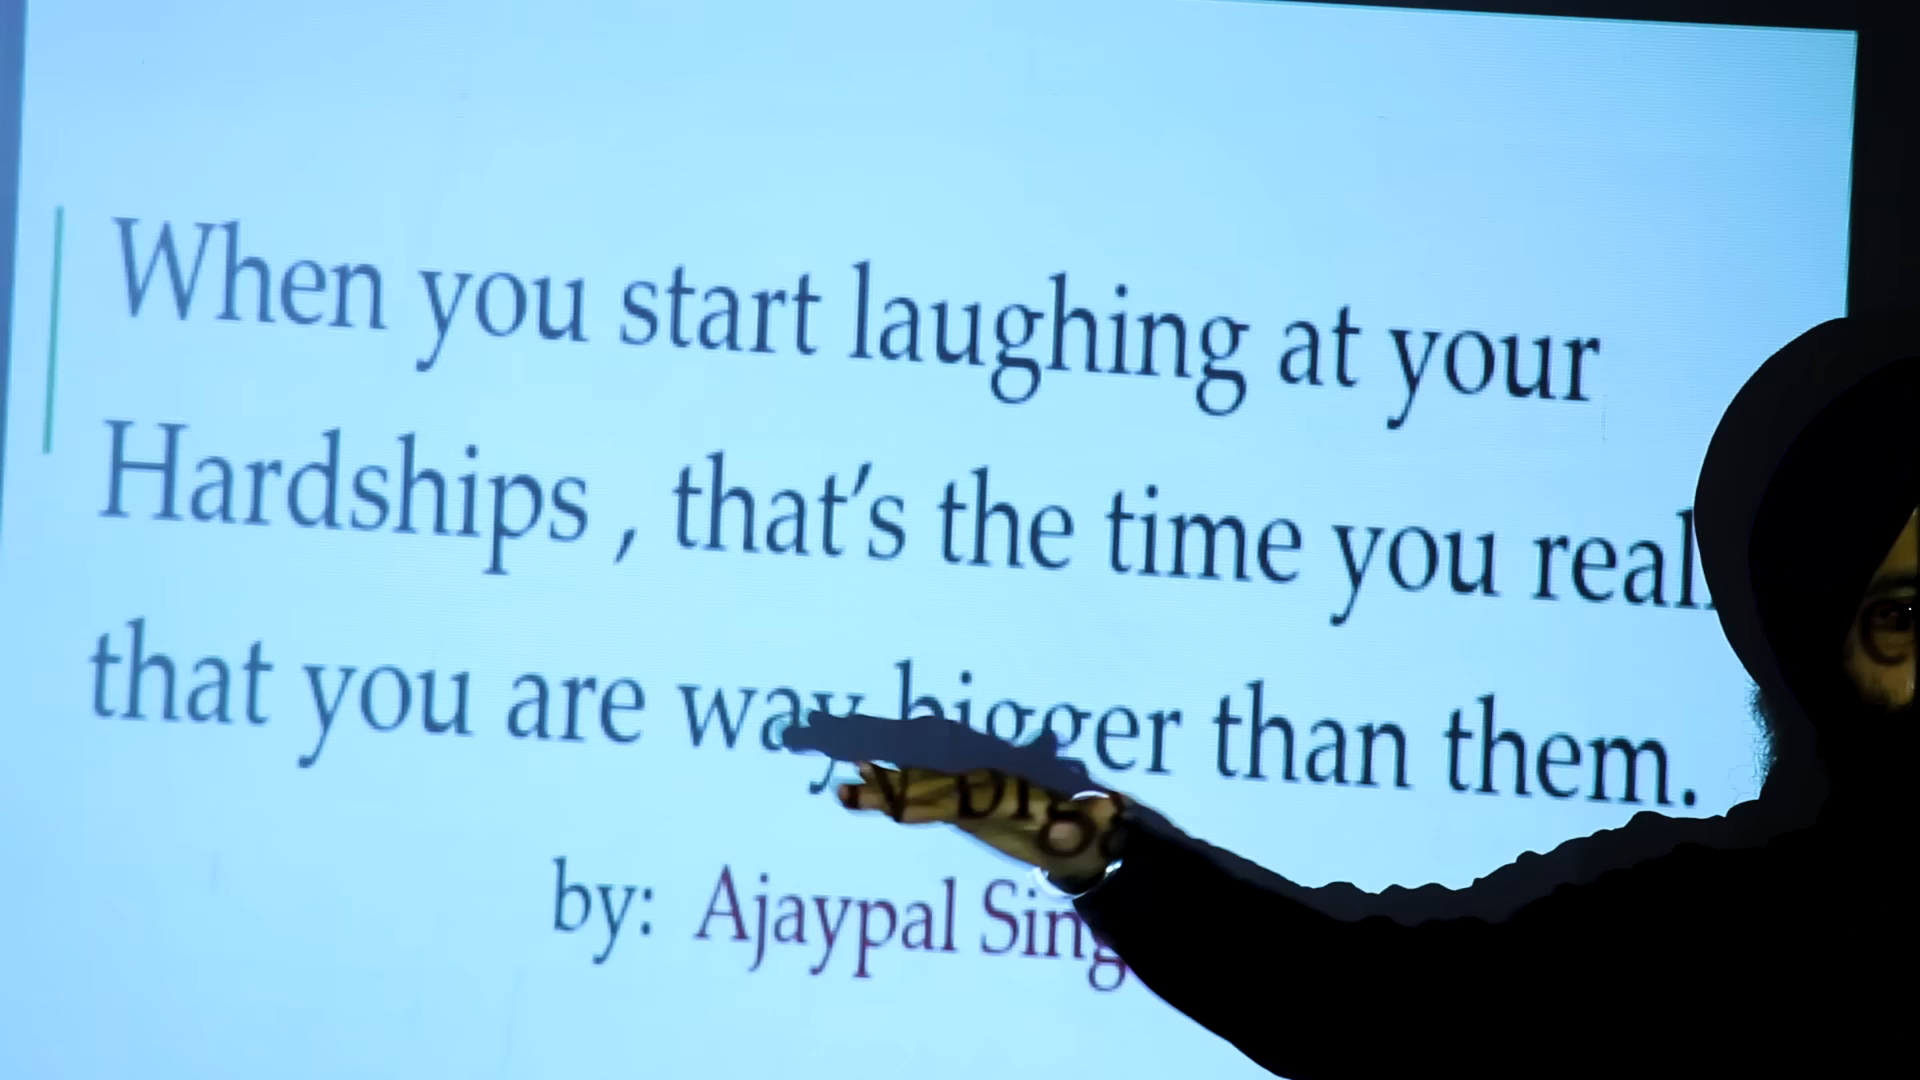 When you start laughing at your
Hardships , that's the time you
that you are way bigger than them.
by: Ajaypal